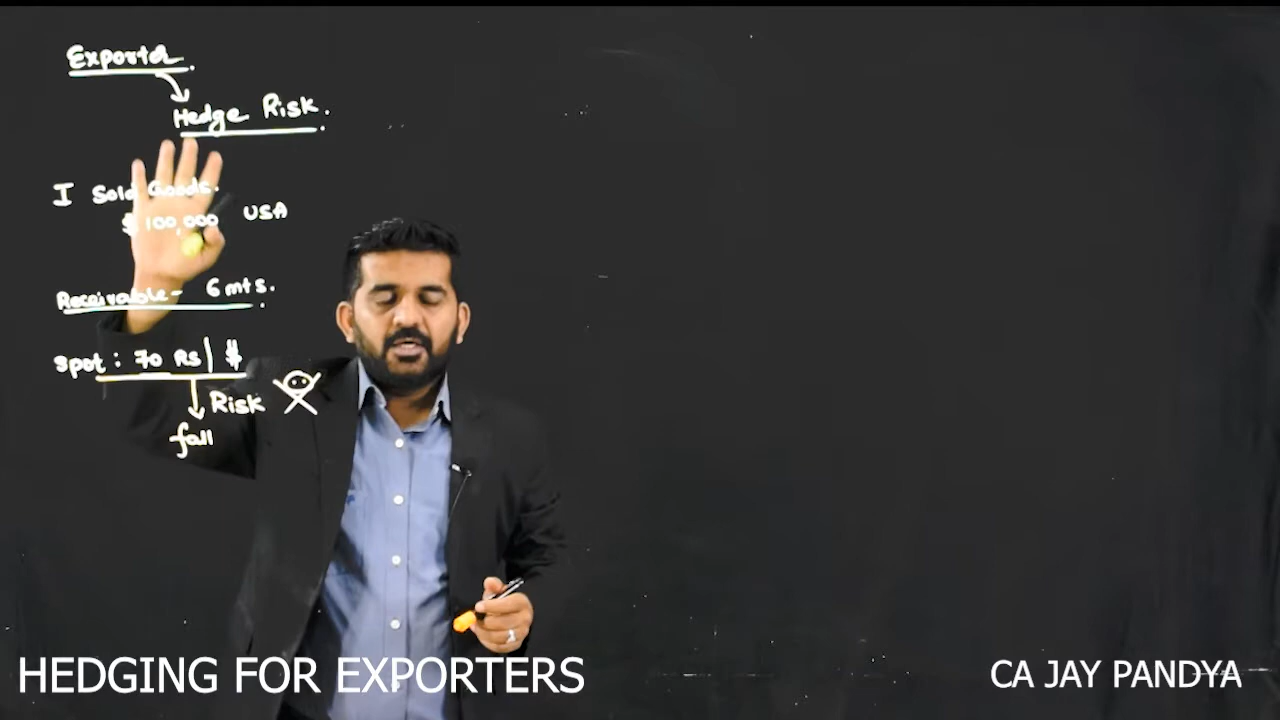 Exporter.
Hedge Risk.
I Sold Goods.
$ 100,000 USA
Receivable - 6 mts.
Spot : 70 Rs | $
Risk
fall
HEDGING FOR EXPORTERS
CA JAY PANDYA